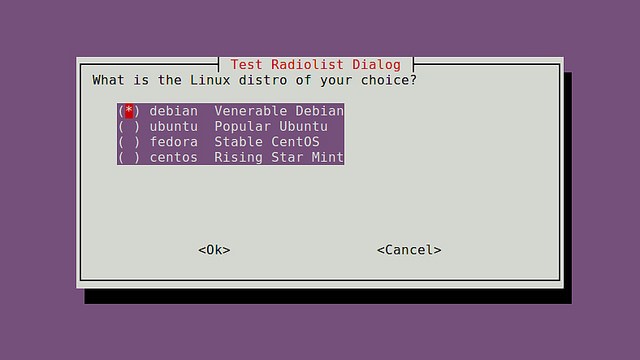 Test Radiolist Dialog
What is the Linux distro of your choice?
(*) debian  Venerable Debian
( ) ubuntu  Popular Ubuntu
( ) fedora  Stable CentOS
( ) centos  Rising Star Mint
<Ok>  <Cancel>